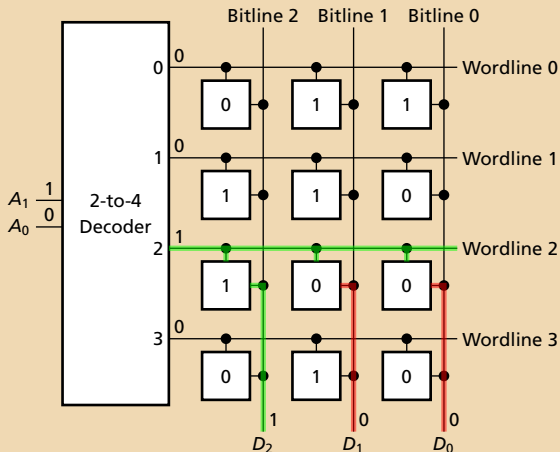 Bitline 2 Bitline 1 Bitline 0
0 0 Wordline 0
0 1 1
1 0 Wordline 1
A1 1 1 1 0
A0 0 2-to-4
Decoder
2 1 Wordline 2
1 0 0
3 0 Wordline 3
0 1 0
1 0 0
D2 D1 D0